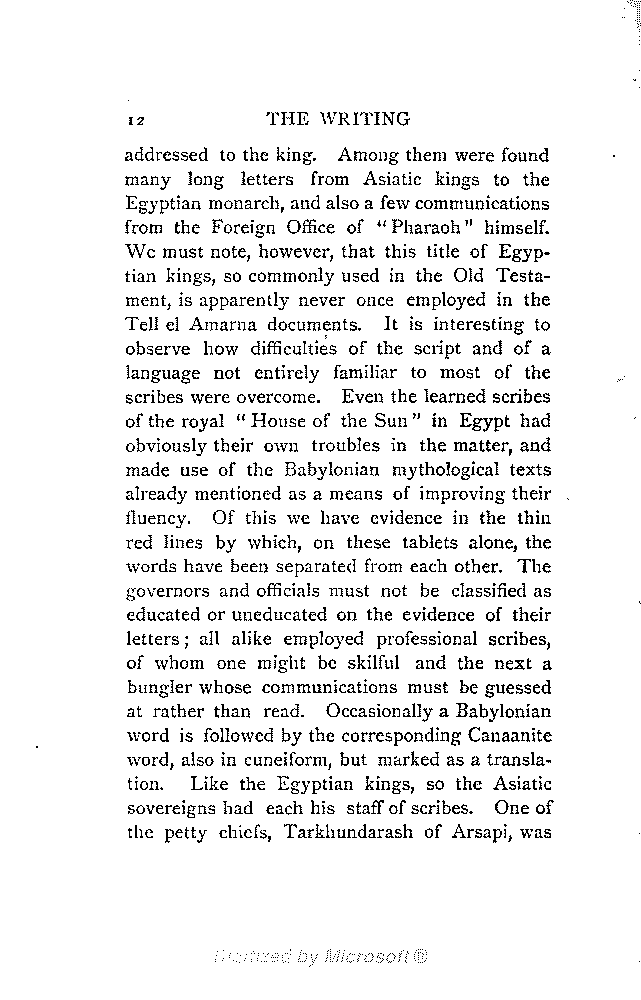 12 THE WRITING
addressed to the king. Among them were found
many long letters from Asiatic kings to the
Egyptian monarch, and also a few communications
from the Foreign Office of "Pharaoh" himself.
We must note, however, that this title of Egyp-
tian kings, so commonly used in the Old Testa-
ment, is apparently never once employed in the
Tell el Amarna documents. It is interesting to
observe how difficulties of the script and of a
language not entirely familiar to most of the
scribes were overcome. Even the learned scribes
of the royal "House of the Sun" in Egypt had
obviously their own troubles in the matter, and
made use of the Babylonian mythological texts
already mentioned as a means of improving their
fluency. Of this we have evidence in the thin
red lines by which, on these tablets alone, the
words have been separated from each other. The
governors and officials must not be classified as
educated or uneducated on the evidence of their
letters; all alike employed professional scribes,
of whom one might be skilful and the next a
bungler whose communications must be guessed
at rather than read. Occasionally a Babylonian
word is followed by the corresponding Canaanite
word, also in cuneiform, but marked as a transla-
tion. Like the Egyptian kings, so the Asiatic
sovereigns had each his staff of scribes. One of
the petty chiefs, Tarkhundarash of Arsapi, was
Digitized by Microsoft®